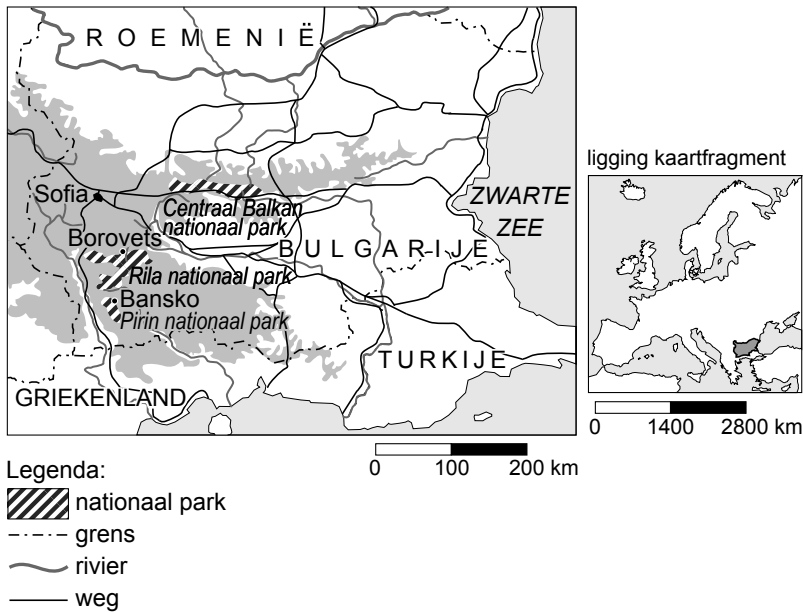 ROEMENIË
Sofia
Centraal Balkan
nationaal park
ZWARTE
ZEE
Borovets
BULGARIJE
Rila nationaal park
Bansko
Pirin nationaal park
TURKIJE
GRIEKENLAND
0 100 200 km
ligging kaartfragment
0 1400 2800 km
Legenda:
nationaal park
grens
rivier
weg